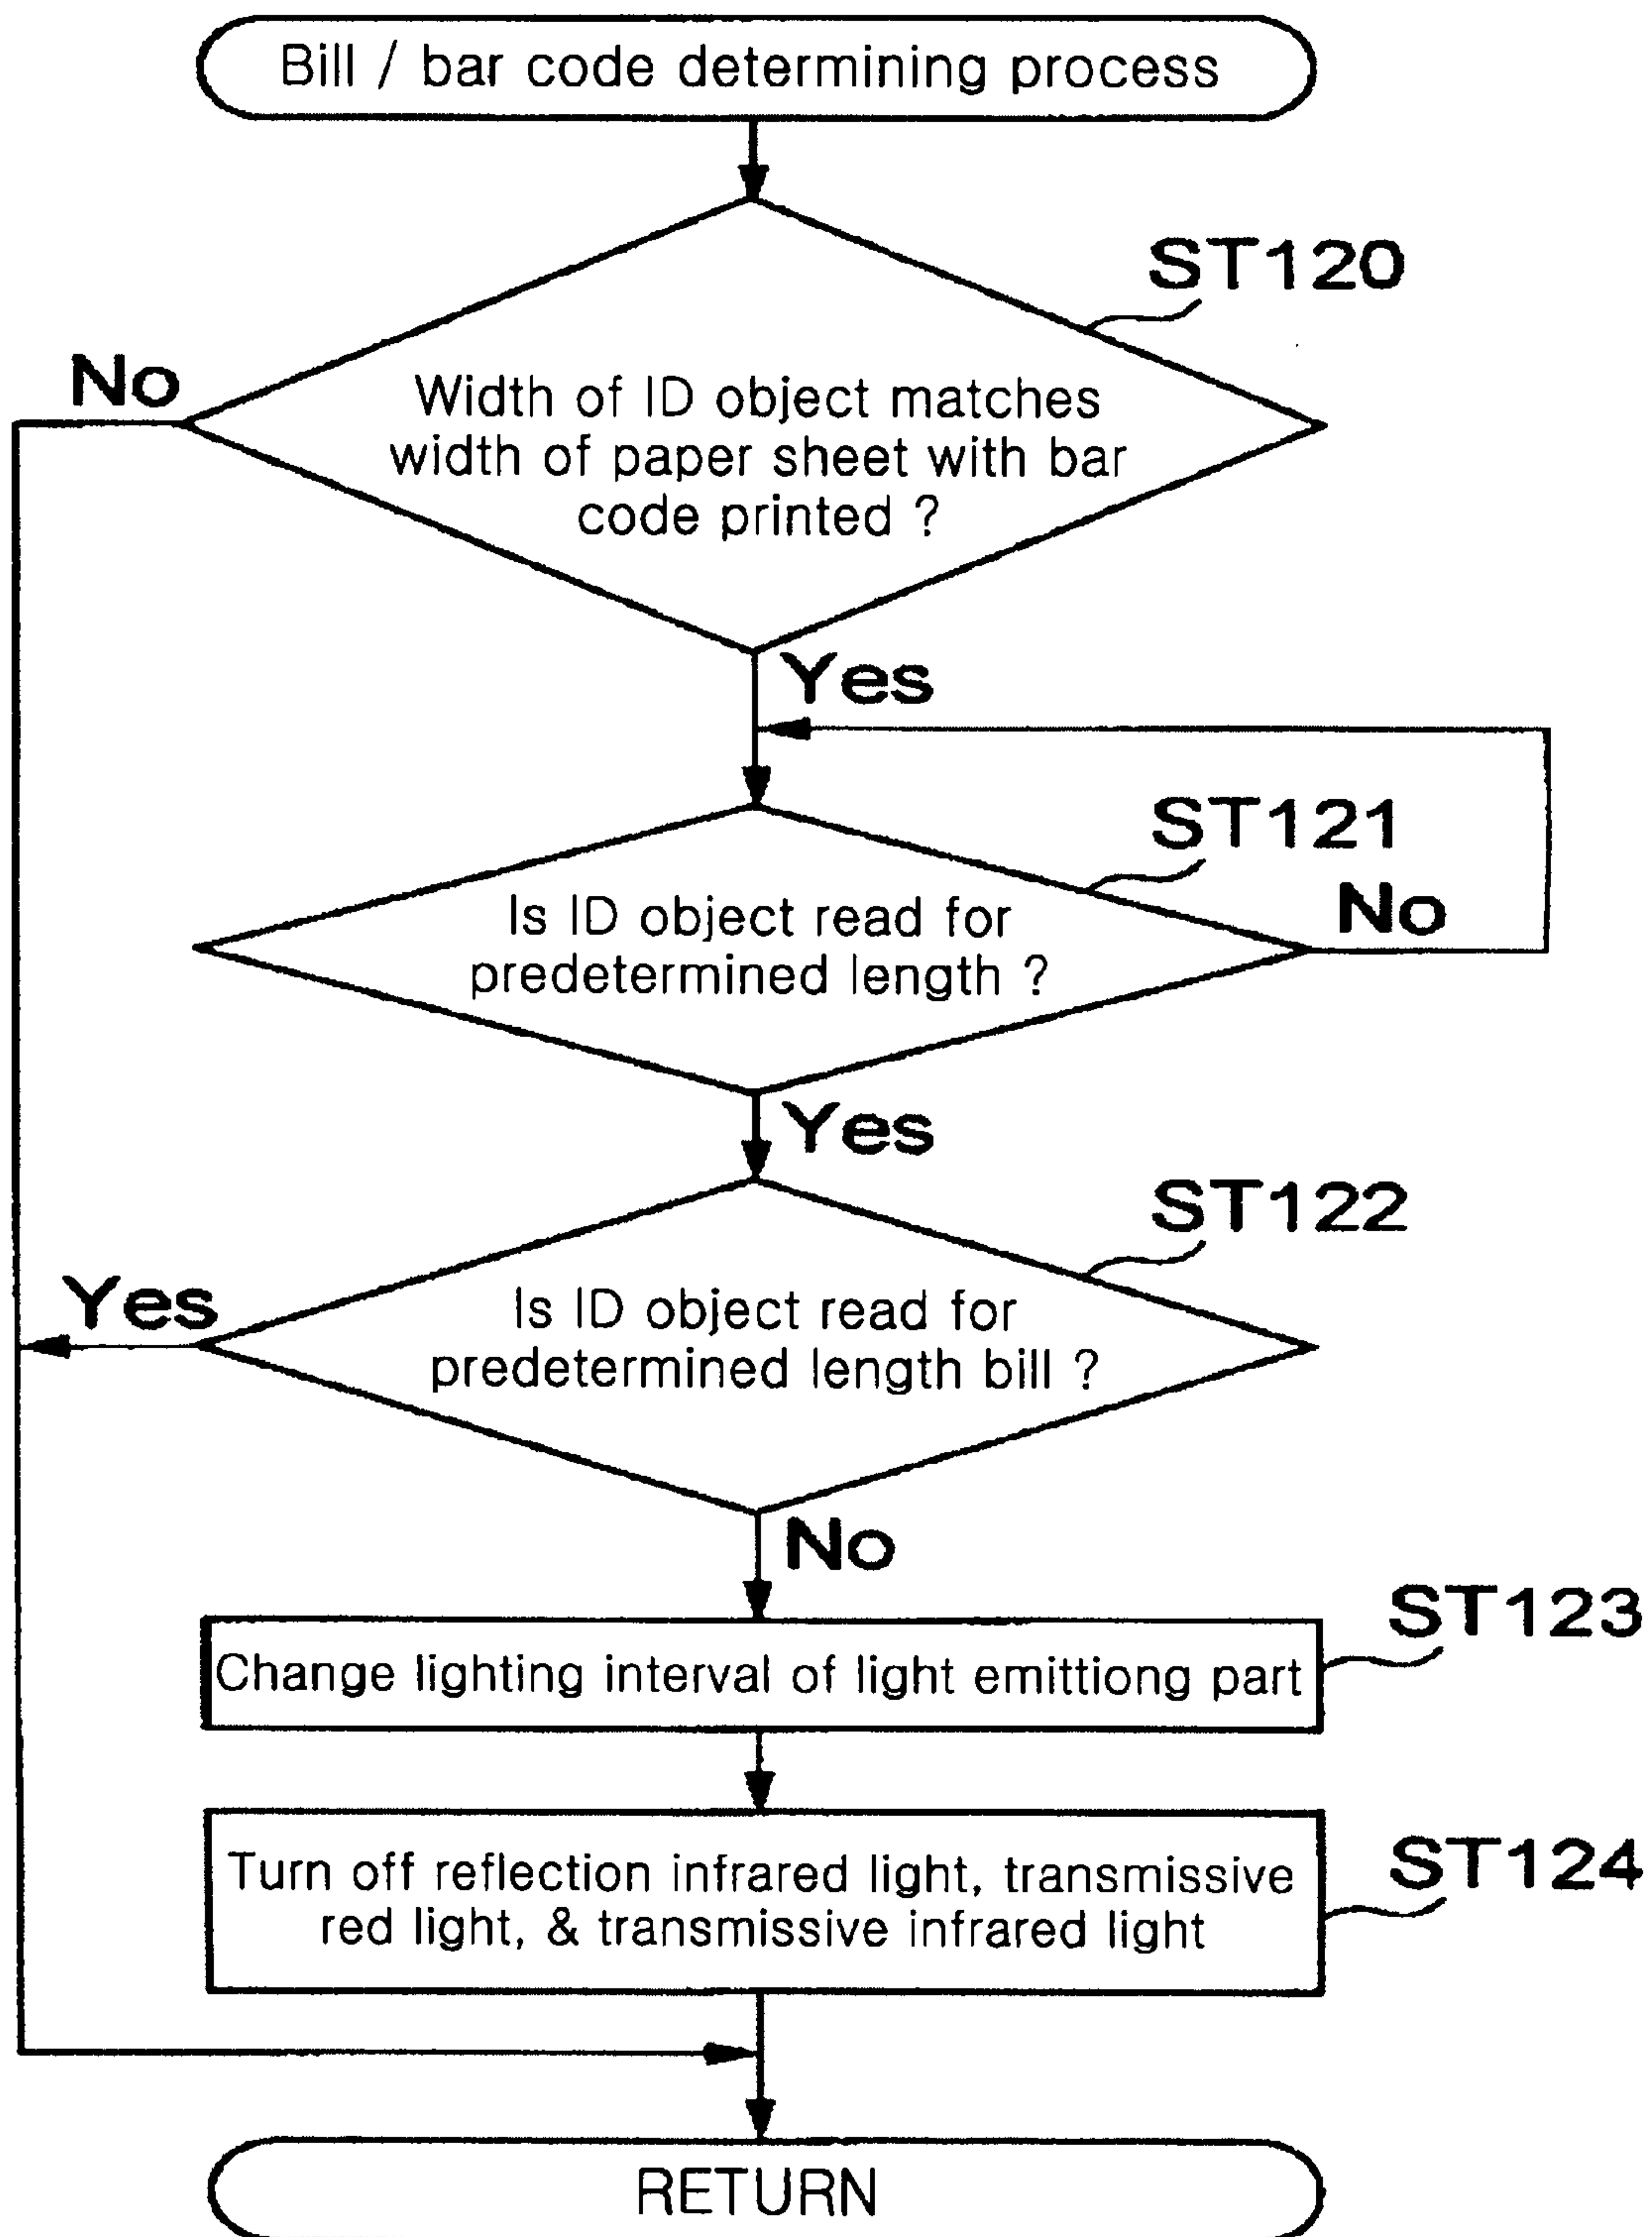 Bill / bar code determining process
ST120
No
Width of ID object matches
width of paper sheet with bar
code printed ?
Yes
ST121
Is ID object read for
predetermined length ?
No
Yes
ST122
Yes
Is ID object read for
predetermined length bill ?
No
ST123
Change lighting interval of light emittiong part
ST124
Turn off reflection infrared light, transmissive
red light, & transmissive infrared light
RETURN